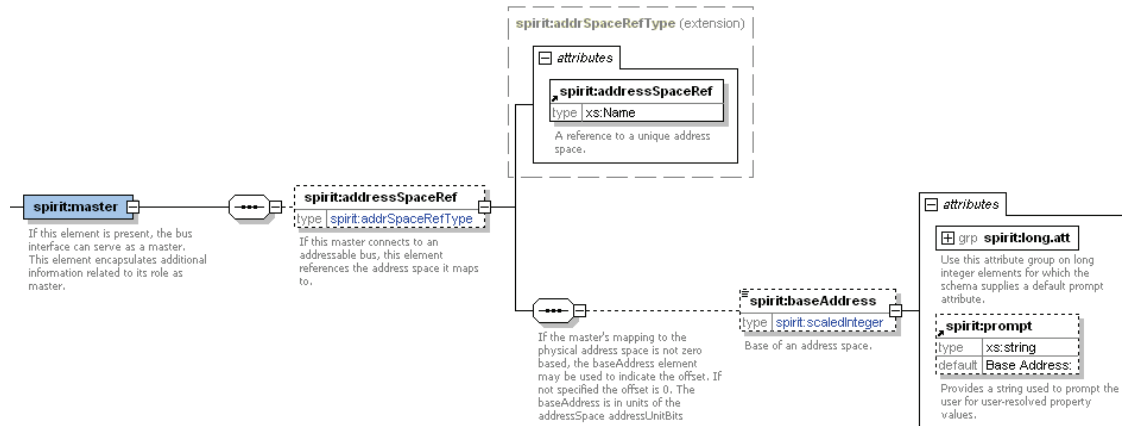 spirit:addrSpaceRefType (extension)
attributes
spirit:addressSpaceRef
type xs:Name
A reference to a unique address
space.
spirit:master
If this element is present, the bus
interface can serve as a master.
This element encapsulates additional
information related to its role as
master.
spirit:addressSpaceRef
type spirit:addrSpaceRefType
If this master connects to an
addressable bus, this element
references the address space it maps
to.
If the master's mapping to the
physical address space is not zero
based, the baseAddress element
may be used to indicate the offset. If
not specified the offset is 0. The
baseAddress is in units of the
addressSpace addressUnitBits
spirit:baseAddress
type spirit:scaledInteger
Base of an address space.
attributes
grp spirit:long.att
Use this attribute group on long
integer elements for which the
schema supplies a default prompt
attribute.
spirit:prompt
type xs:string
default Base Address:
Provides a string used to prompt the
user for user-resolved property
values.